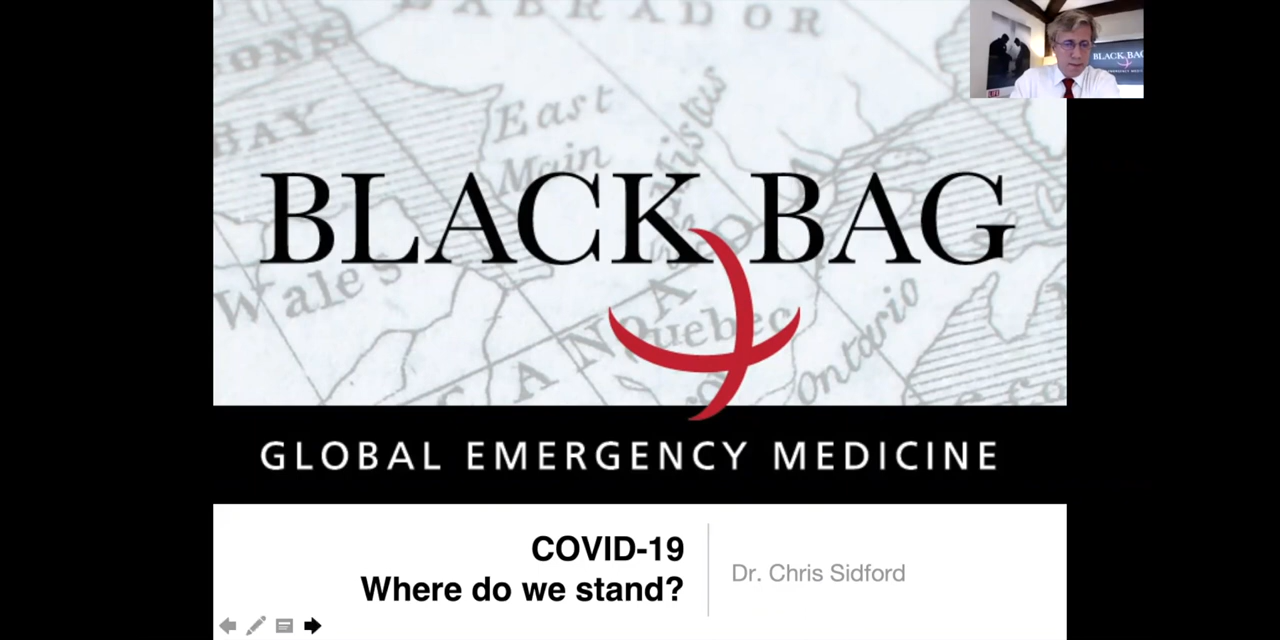 LABRADOR
East
BAY
Main
BLACK BAG
Wales
CANADA
Quebec
Ontario
GLOBAL EMERGENCY MEDICINE
COVID-19
Where do we stand?
Dr. Chris Sidford